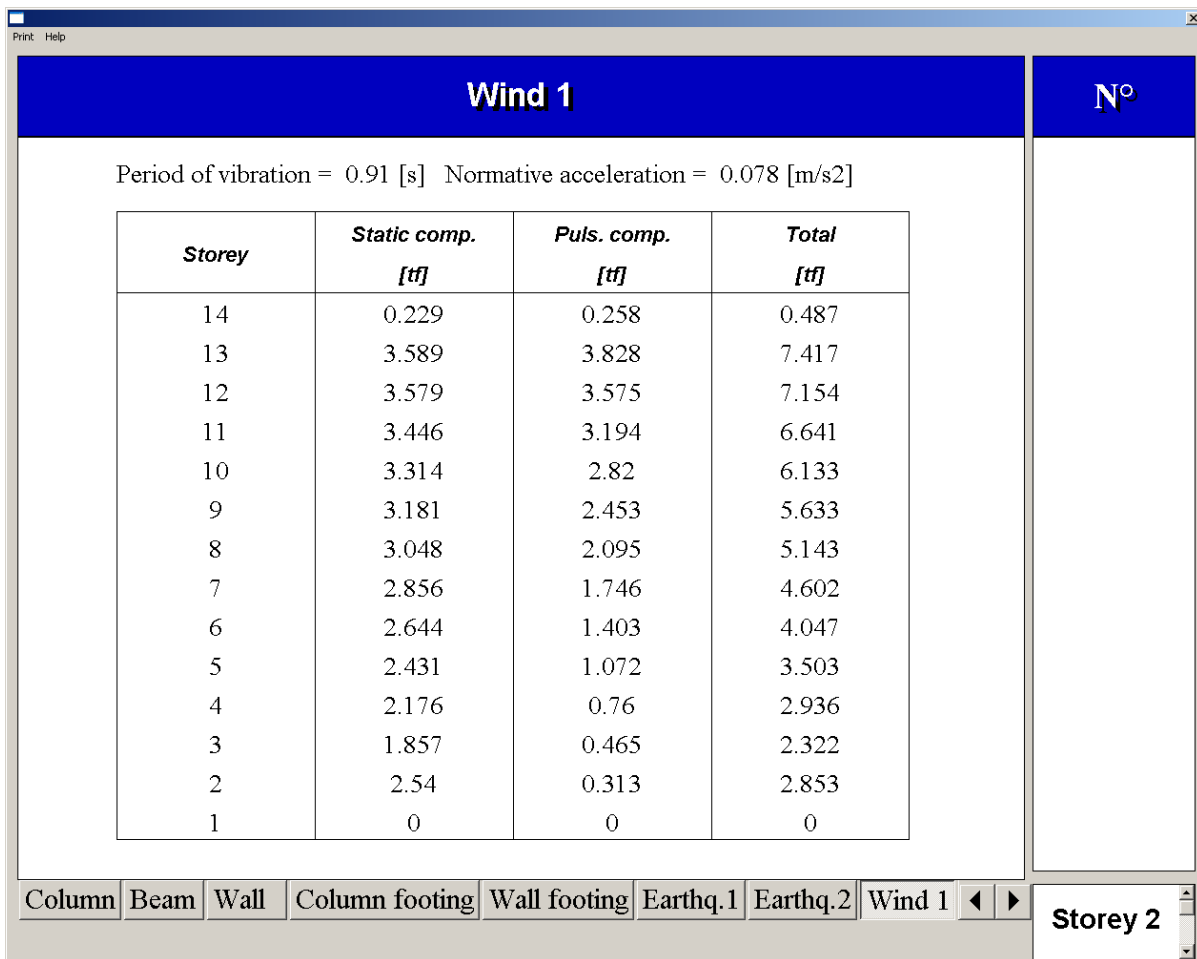 Print Help
Wind 1
N°
Period of vibration = 0.91 [s] Normative acceleration = 0.078 [m/s2]
Storey Static comp. [tf] Puls. comp. [tf] Total [tf]
14 0.229 0.258 0.487
13 3.589 3.828 7.417
12 3.579 3.575 7.154
11 3.446 3.194 6.641
10 3.314 2.82 6.133
9 3.181 2.453 5.633
8 3.048 2.095 5.143
7 2.856 1.746 4.602
6 2.644 1.403 4.047
5 2.431 1.072 3.503
4 2.176 0.76 2.936
3 1.857 0.465 2.322
2 2.54 0.313 2.853
1 0 0 0
Column Beam Wall Column footing Wall footing Earthq.1 Earthq.2 Wind 1
Storey 2